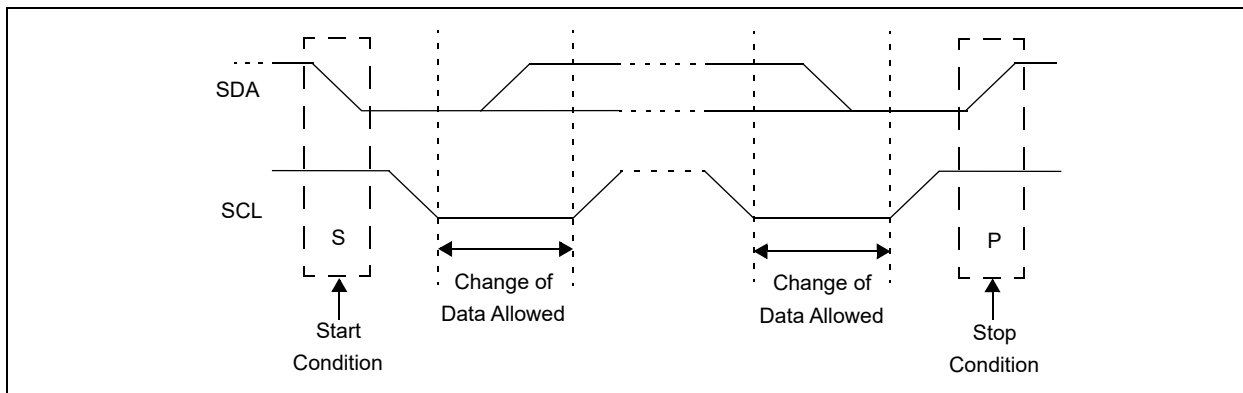 SDA
SCL
S
P
Change of
Data Allowed
Change of
Data Allowed
Start
Condition
Stop
Condition